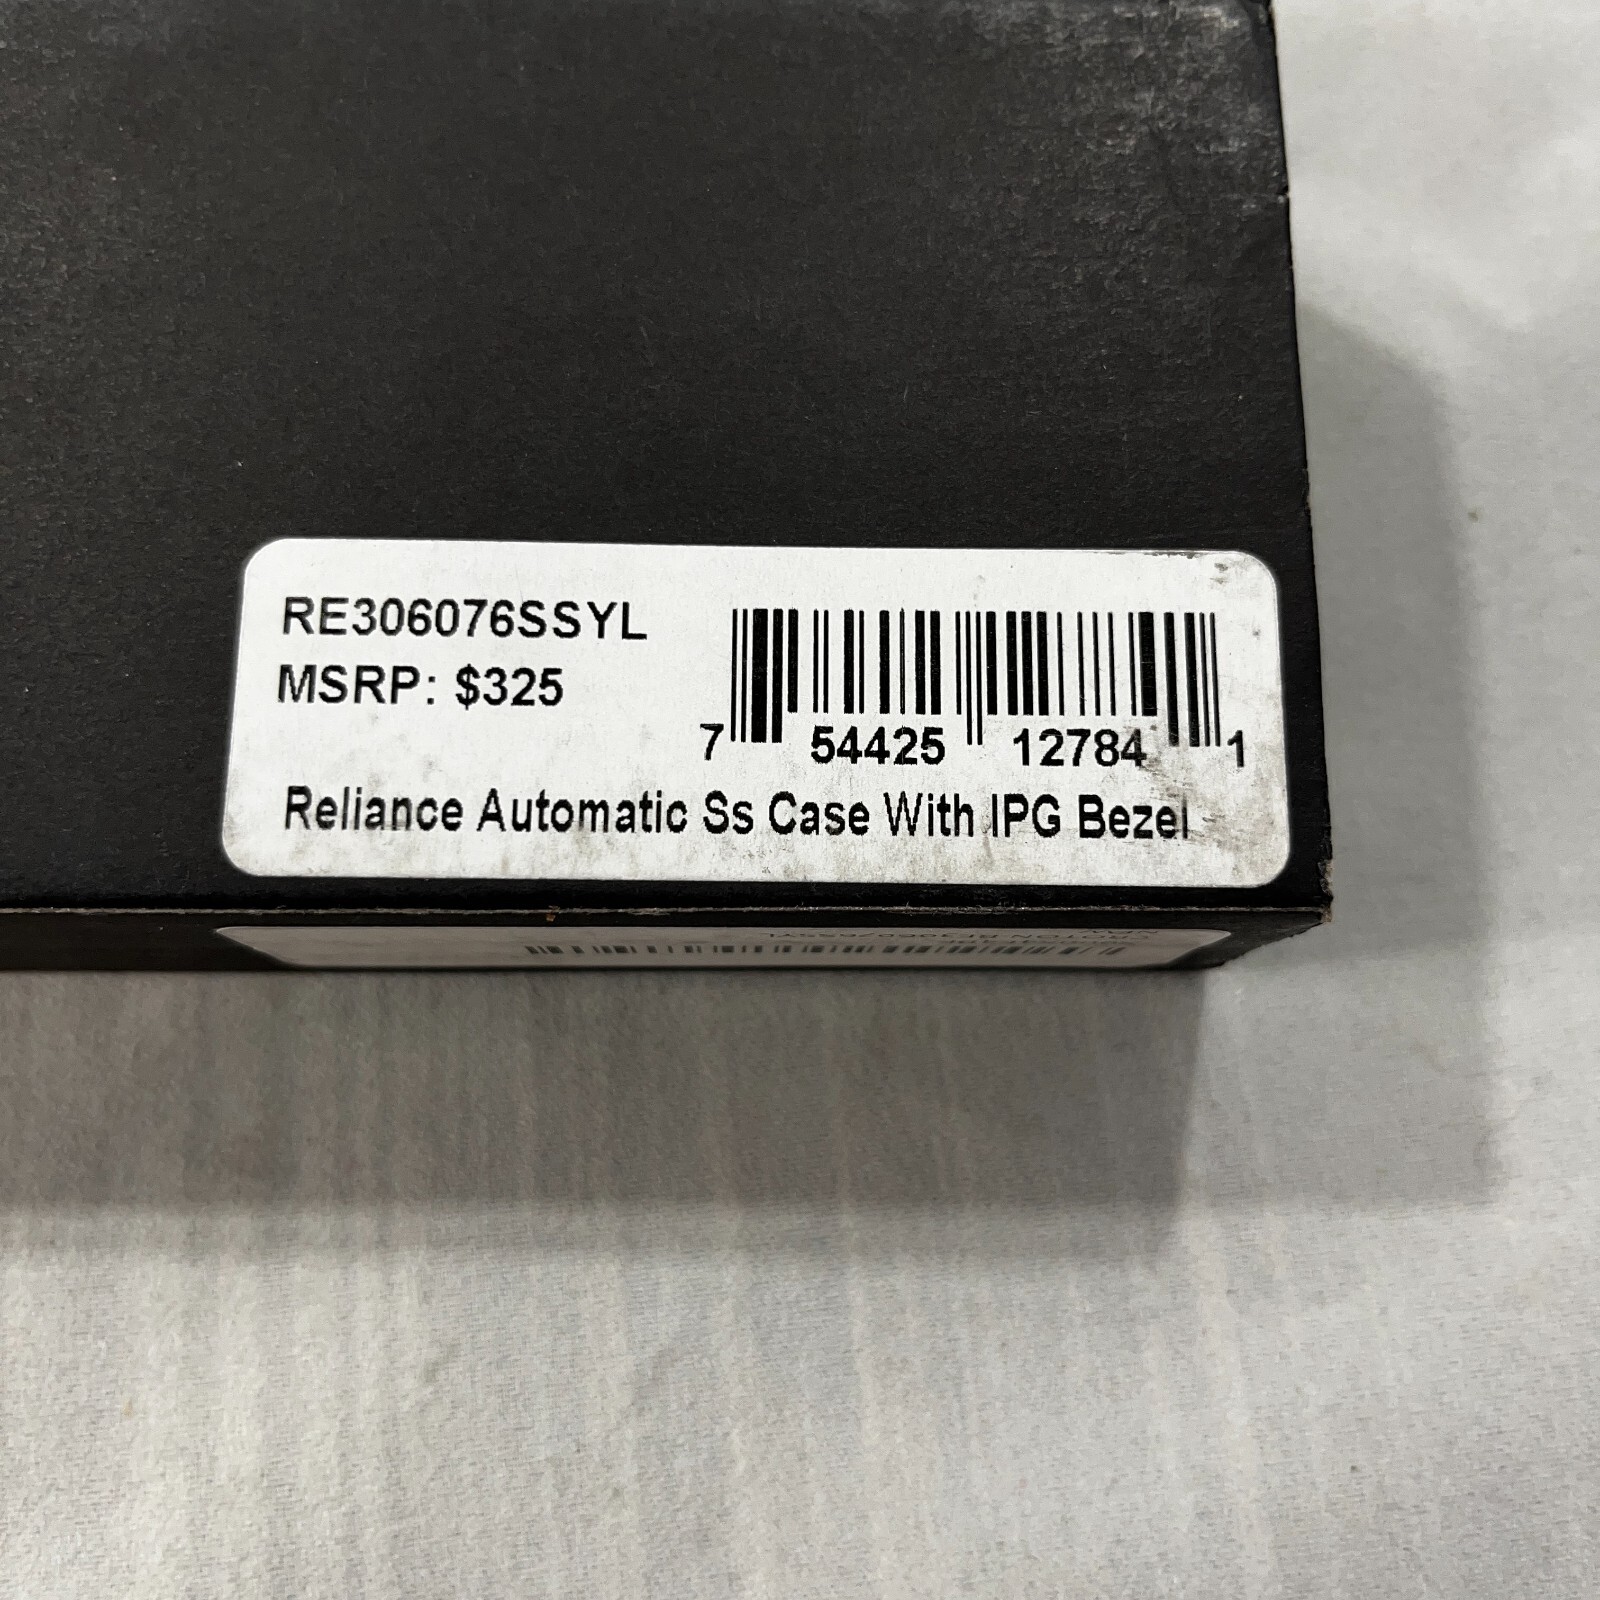 RE306076SSYL
MSRP: $325
7 54425 12784 1
Reliance Automatic Ss Case With IPG Bezel